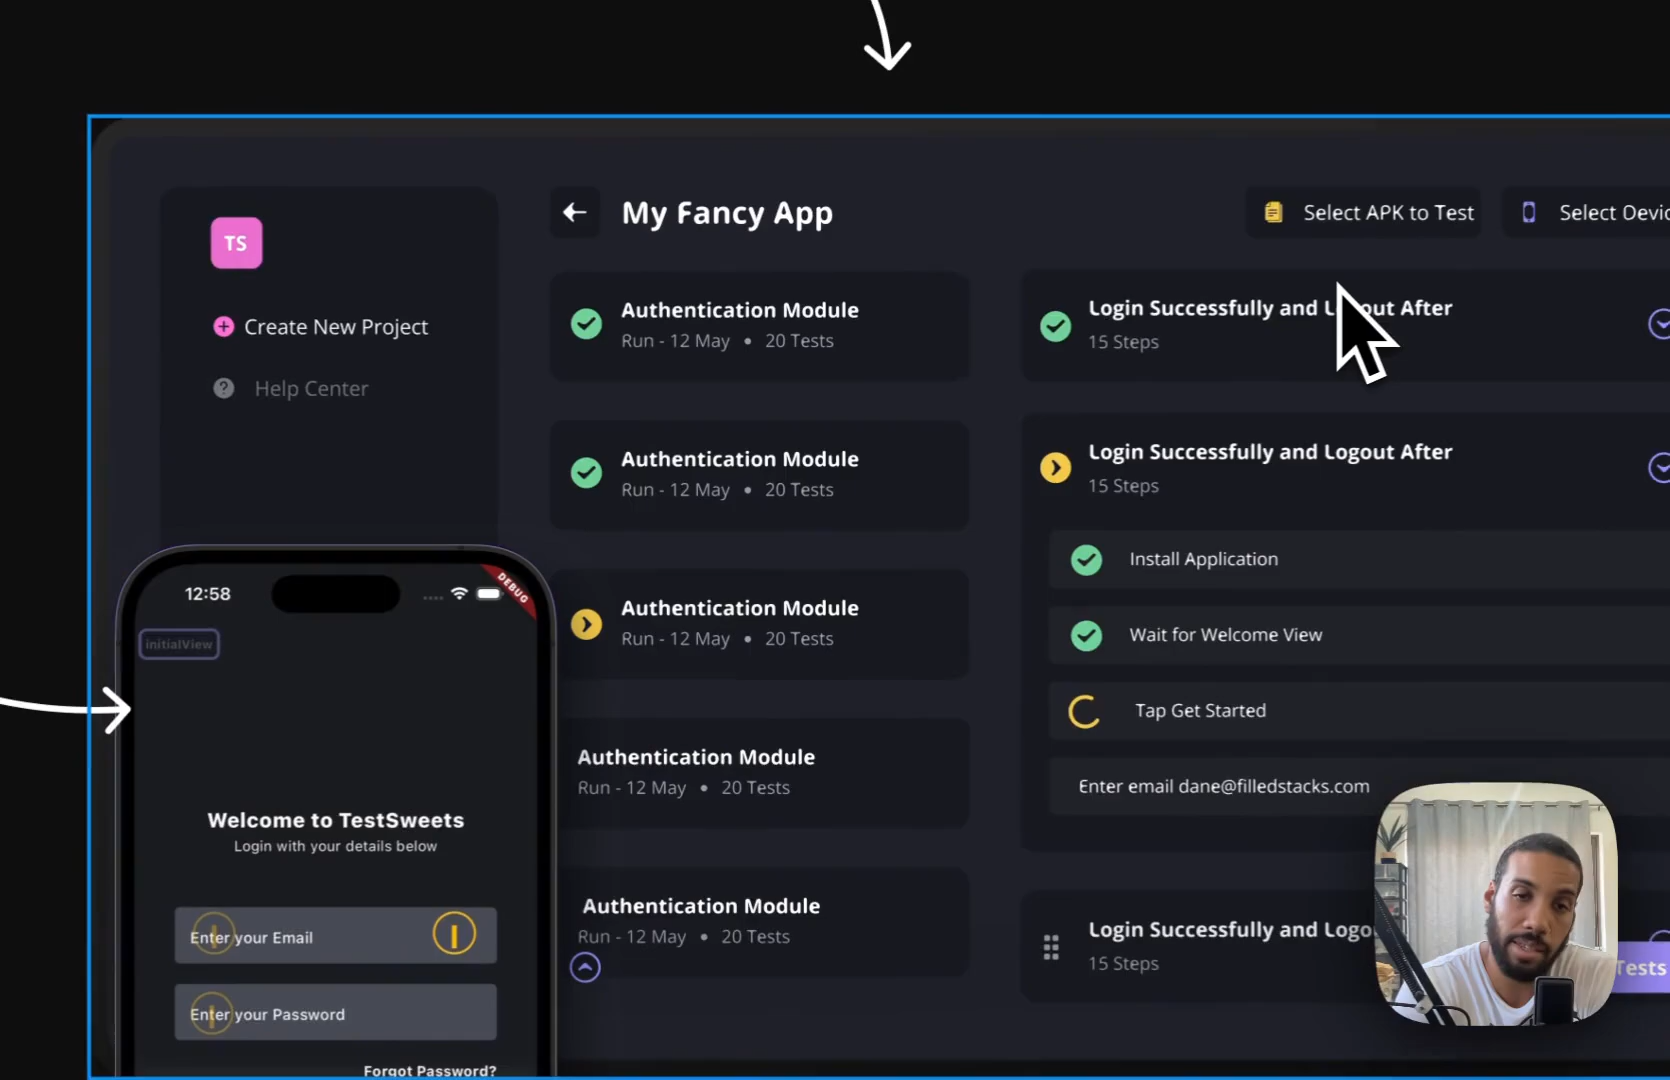 My Fancy App
Select APK to Test
Select Devic
TS
Create New Project
Help Center
Authentication Module
Run - 12 May • 20 Tests
Authentication Module
Run - 12 May • 20 Tests
Authentication Module
Run - 12 May • 20 Tests
Authentication Module
Run - 12 May • 20 Tests
Authentication Module
Run - 12 May • 20 Tests
Login Successfully and Logout After
15 Steps
Login Successfully and Logout After
15 Steps
Install Application
Wait for Welcome View
Tap Get Started
Enter email dane@filledstacks.com
Login Successfully and Logo
15 Steps
Tests
12:58
DEBUG
initialView
Welcome to TestSweets
Login with your details below
Enter your Email
Enter your Password
Forgot Password?